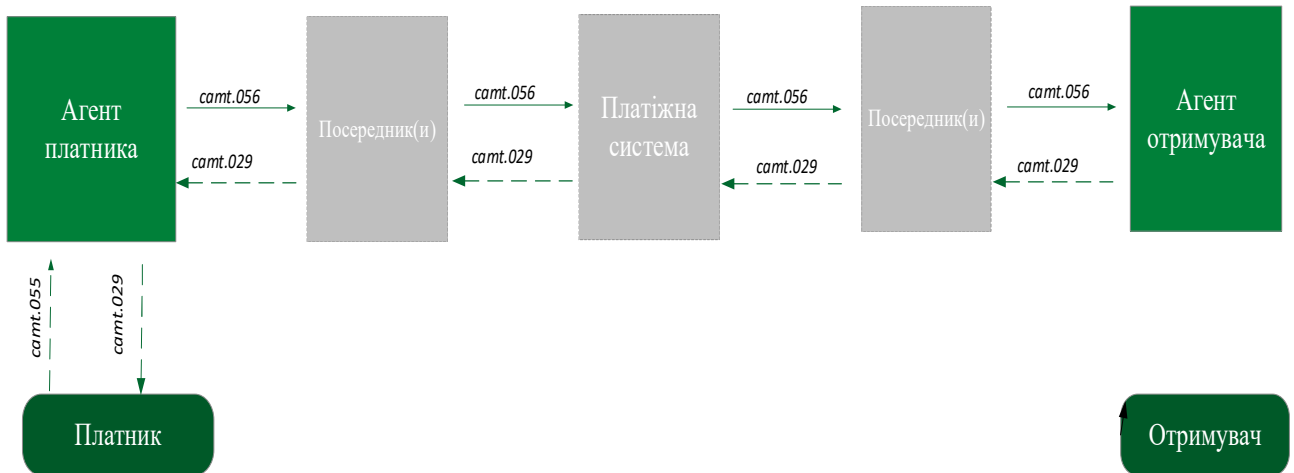 Агент
платника
camt.056
camt.029
Посередник(и)
camt.056
camt.029
Платіжна
система
camt.056
camt.029
Посередник(и)
camt.056
camt.029
Агент
отримувача
camt.055
camt.029
Платник
Отримувач